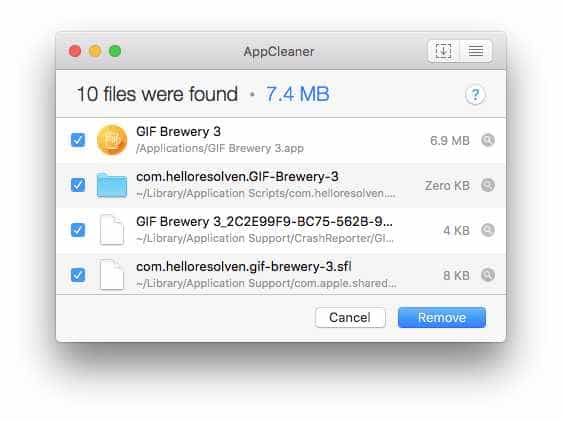 AppCleaner
10 files were found • 7.4 MB
?
GIF Brewery 3
/Applications/GIF Brewery 3.app
6.9 MB
com.helloresolven.GIF-Brewery-3
~/Library/Application Scripts/com.helloresolven....
Zero KB
GIF Brewery 3_2C2E99F9-BC75-562B-9...
~/Library/Application Support/CrashReporter/GI...
4 KB
com.helloresolven.gif-brewery-3.sfl
~/Library/Application Support/com.apple.shared...
8 KB
Cancel
Remove